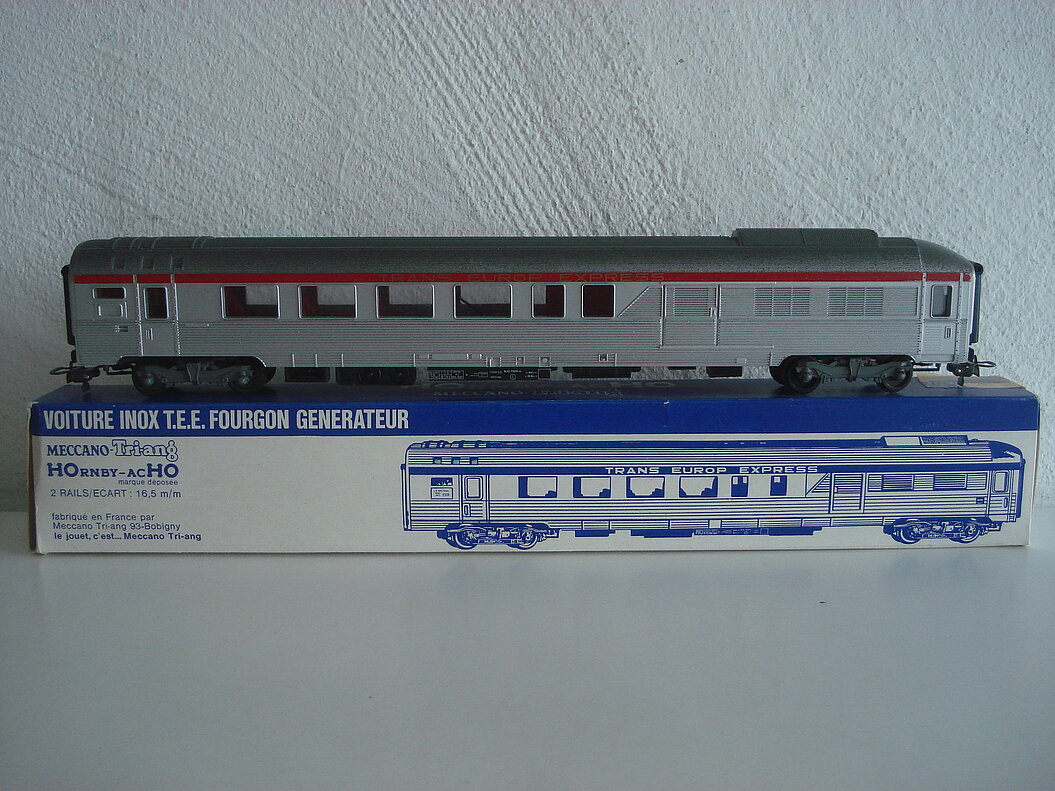 TRANS EUROP EXPRESS
VOITURE INOX T.E.E. FOURGON GENERATEUR
MECCANO-Tri-ang
HORNBY-ACHO
marque déposée
2 RAILS/ECART : 16,5 m/m
fabriqué en France par
Meccano Tri-ang 93-Bobigny
le jouet, c'est... Meccano Tri-ang
TRANS EUROP EXPRESS